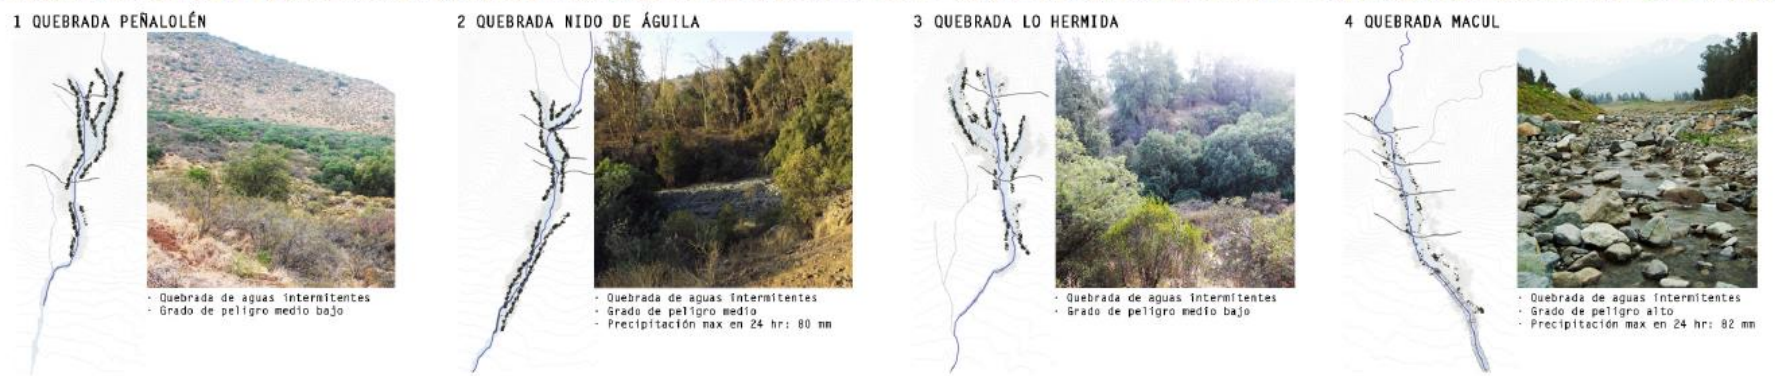 1 QUEBRADA PEÑALOLÉN
· Quebrada de aguas intermitentes
· Grado de peligro medio bajo
2 QUEBRADA NIDO DE ÁGUILA
· Quebrada de aguas intermitentes
· Grado de peligro medio
· Precipitación max en 24 hr: 80 mm
3 QUEBRADA LO HERMIDA
· Quebrada de aguas intermitentes
· Grado de peligro medio bajo
4 QUEBRADA MACUL
· Quebrada de aguas intermitentes
· Grado de peligro alto
· Precipitación max en 24 hr: 82 mm